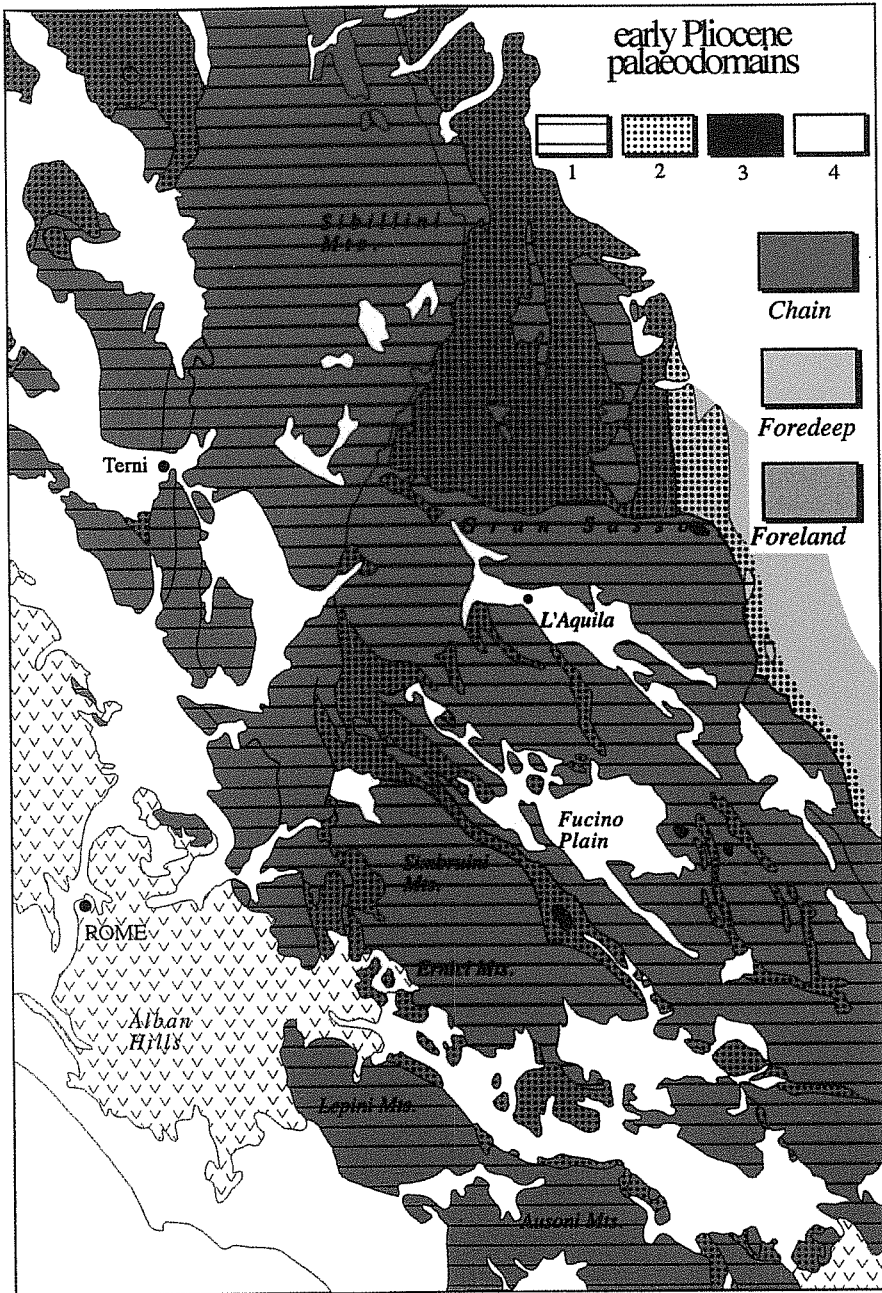 early Pliocene
palaeodomains
1 2 3 4
Sibillini
Mts.
Chain
Foredeep
Foreland
Terni
Gran Sasso
L'Aquila
Fucino
Plain
Simbruini
Mts.
ROME
Ernici Mts.
Alban
Hills
Lepini Mts.
Ausoni Mts.